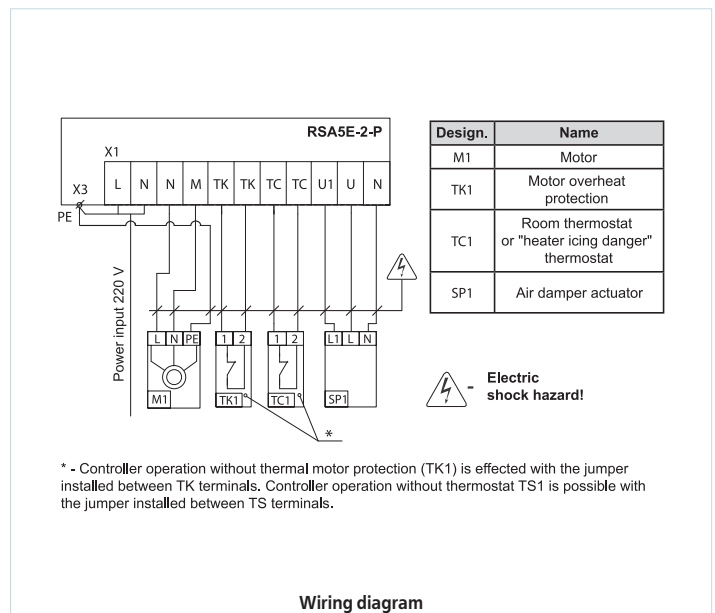 RSA5E-2-P
X1
X3
L N N M TK TK TC TC U1 U N
PE
Power input 220 V
L N PE
M1
1 2
TK1
1 2
TC1
L1 L N
SP1
*
Design. Name
M1 Motor
TK1 Motor overheat
protection
TC1 Room thermostat
or "heater icing danger"
thermostat
SP1 Air damper actuator
- Electric
shock hazard!
* - Controller operation without thermal motor protection (TK1) is effected with the jumper
installed between TK terminals. Controller operation without thermostat TS1 is possible with
the jumper installed between TS terminals.
Wiring diagram